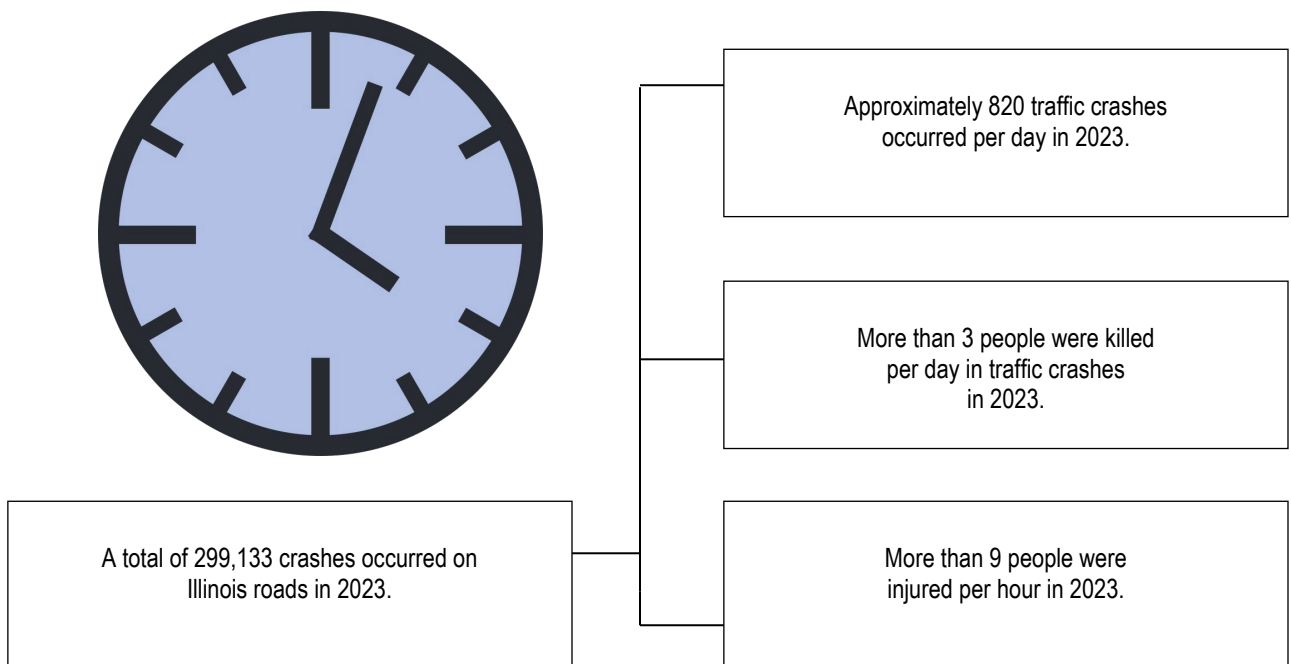 Approximately 820 traffic crashes
occurred per day in 2023.
More than 3 people were killed
per day in traffic crashes
in 2023.
A total of 299,133 crashes occurred on
Illinois roads in 2023.
More than 9 people were
injured per hour in 2023.